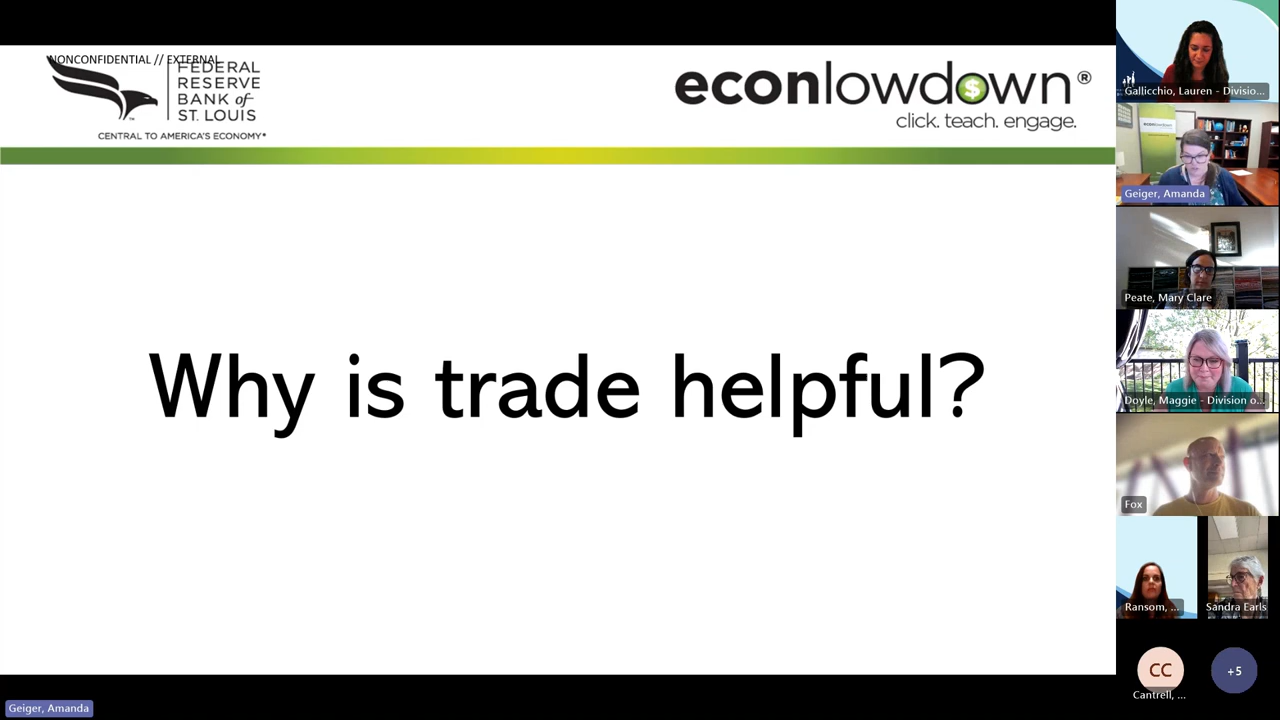 NONCONFIDENTIAL // EXTERNAL
FEDERAL
RESERVE
BANK of
ST. LOUIS
CENTRAL TO AMERICA'S ECONOMY®
econlowdown®
click. teach. engage.
Why is trade helpful?
Gallicchio, Lauren - Divisio...
Geiger, Amanda
Peate, Mary Clare
Doyle, Maggie - Division o...
Fox
Ransom, ...
Sandra Earls
CC
Cantrell, ...
+5
Geiger, Amanda